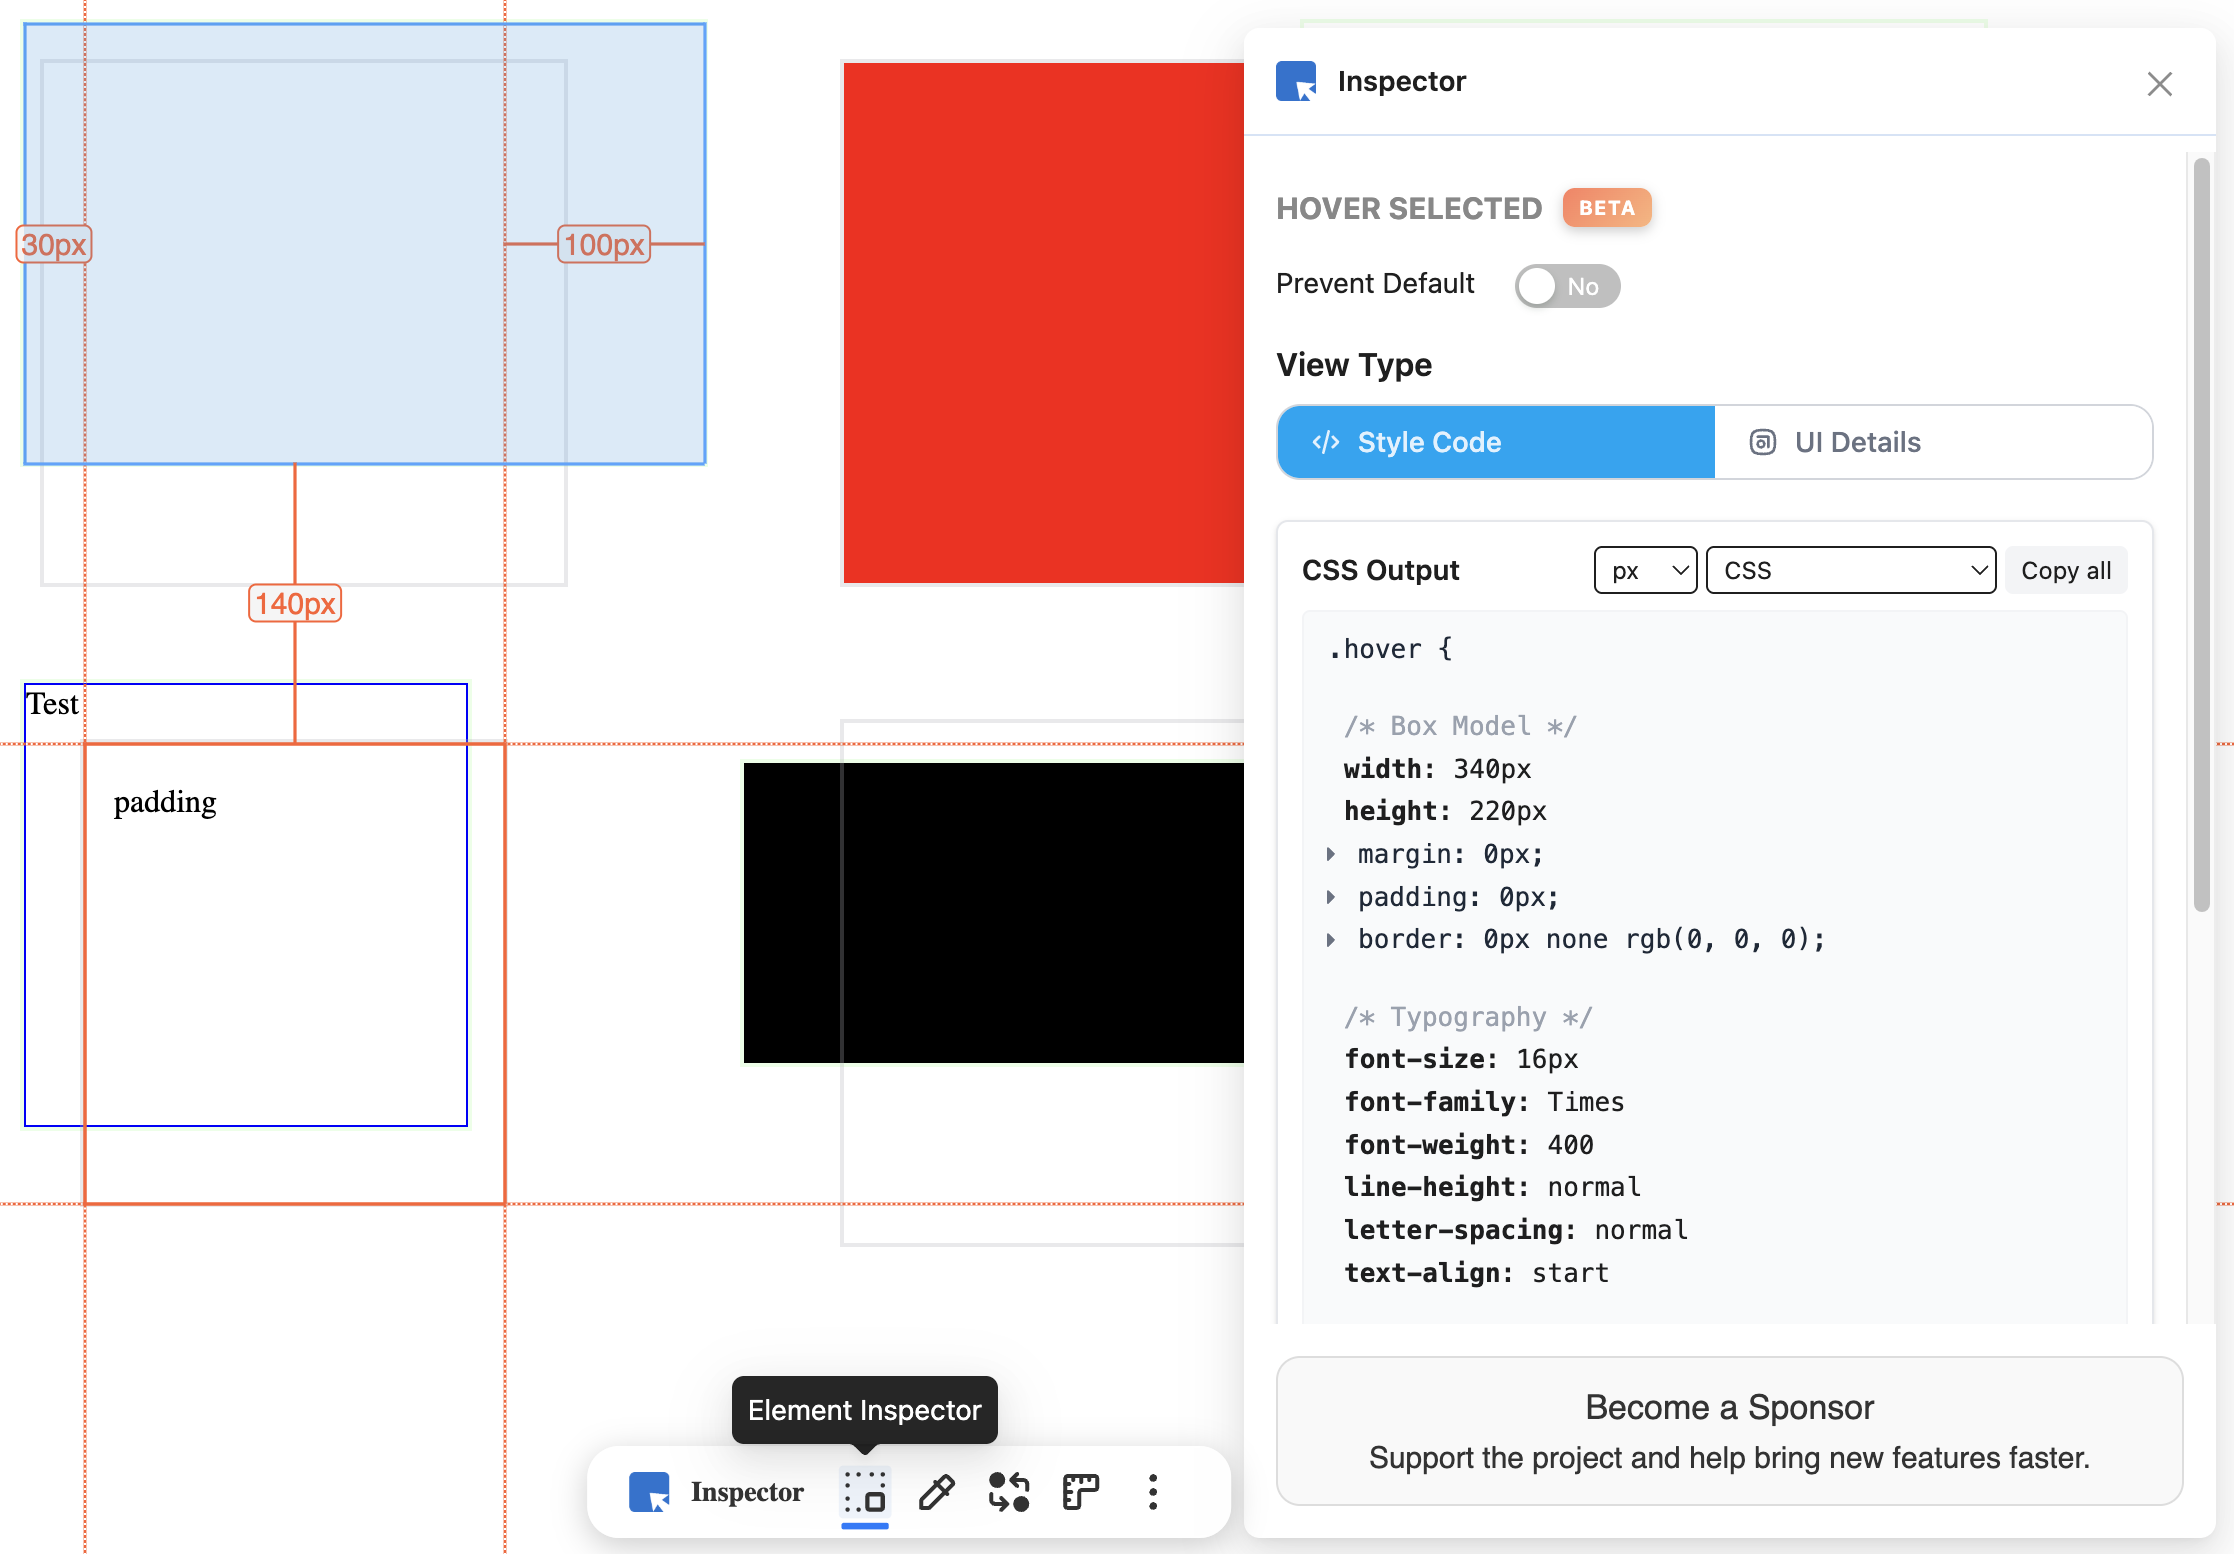 30px
100px
140px
Test
padding
Inspector
HOVER SELECTED BETA
Prevent Default No
View Type
</> Style Code
UI Details
CSS Output px CSS Copy all
.hover {
/* Box Model */
width: 340px
height: 220px
margin: 0px;
padding: 0px;
border: 0px none rgb(0, 0, 0);
/* Typography */
font-size: 16px
font-family: Times
font-weight: 400
line-height: normal
letter-spacing: normal
text-align: start
Become a Sponsor
Support the project and help bring new features faster.
Element Inspector
Inspector